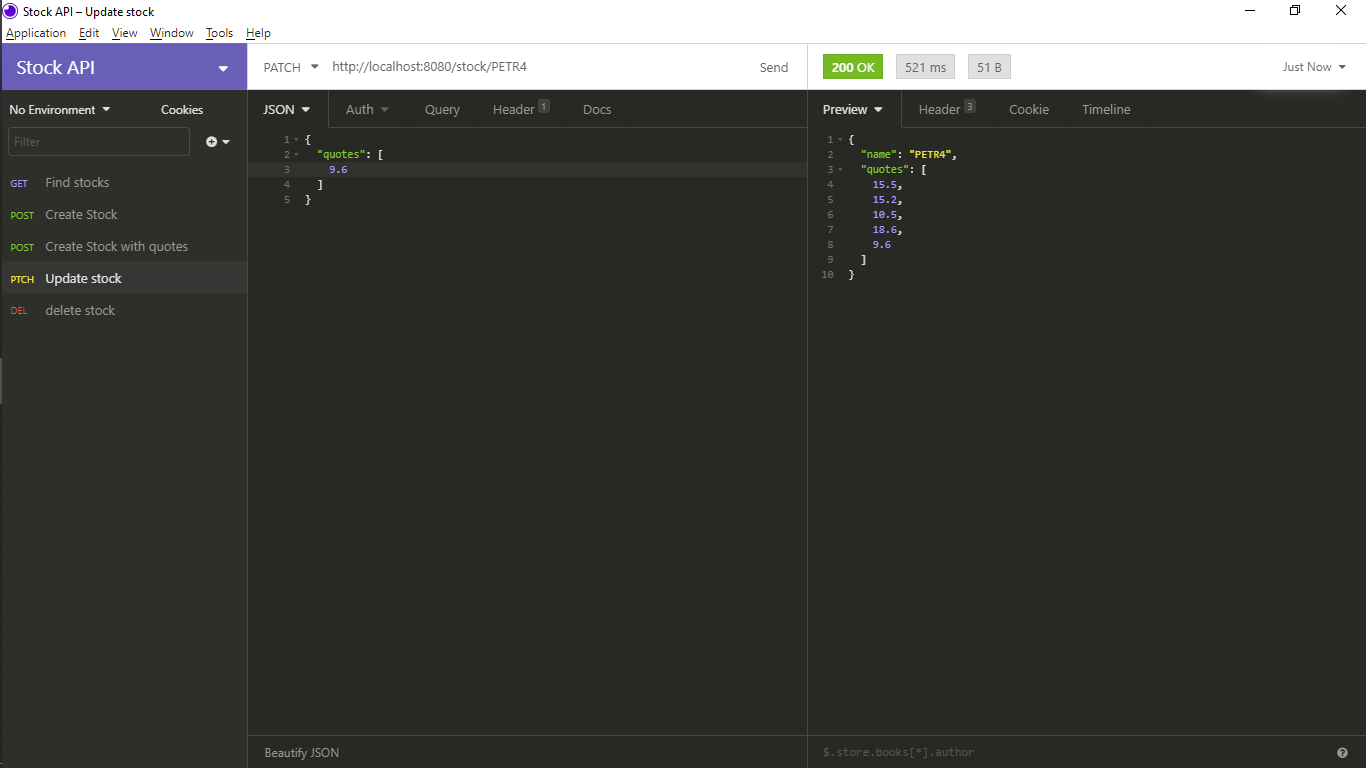 Stock API – Update stock
Application Edit View Window Tools Help
Stock API
PATCH http://localhost:8080/stock/PETR4 Send
200 OK 521 ms 51 B Just Now
No Environment Cookies
JSON Auth Query Header 1 Docs
Preview Header 3 Cookie Timeline
Filter
GET Find stocks
POST Create Stock
POST Create Stock with quotes
PTCH Update stock
DEL delete stock
1 {
2 "quotes": [
3 9.6
4 ]
5 }
1 {
2 "name": "PETR4",
3 "quotes": [
4 15.5,
5 15.2,
6 10.5,
7 18.6,
8 9.6
9 ]
10 }
Beautify JSON
$.store.books[*].author